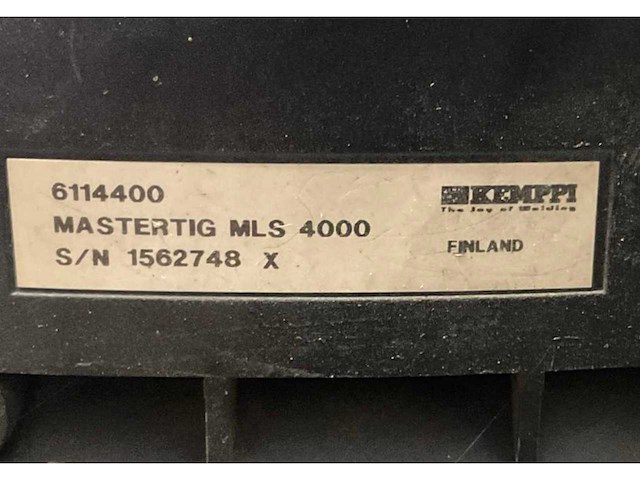 6114400
MASTERTIG MLS 4000
S/N 1562748 X
KEMPPI
The Joy of Welding
FINLAND